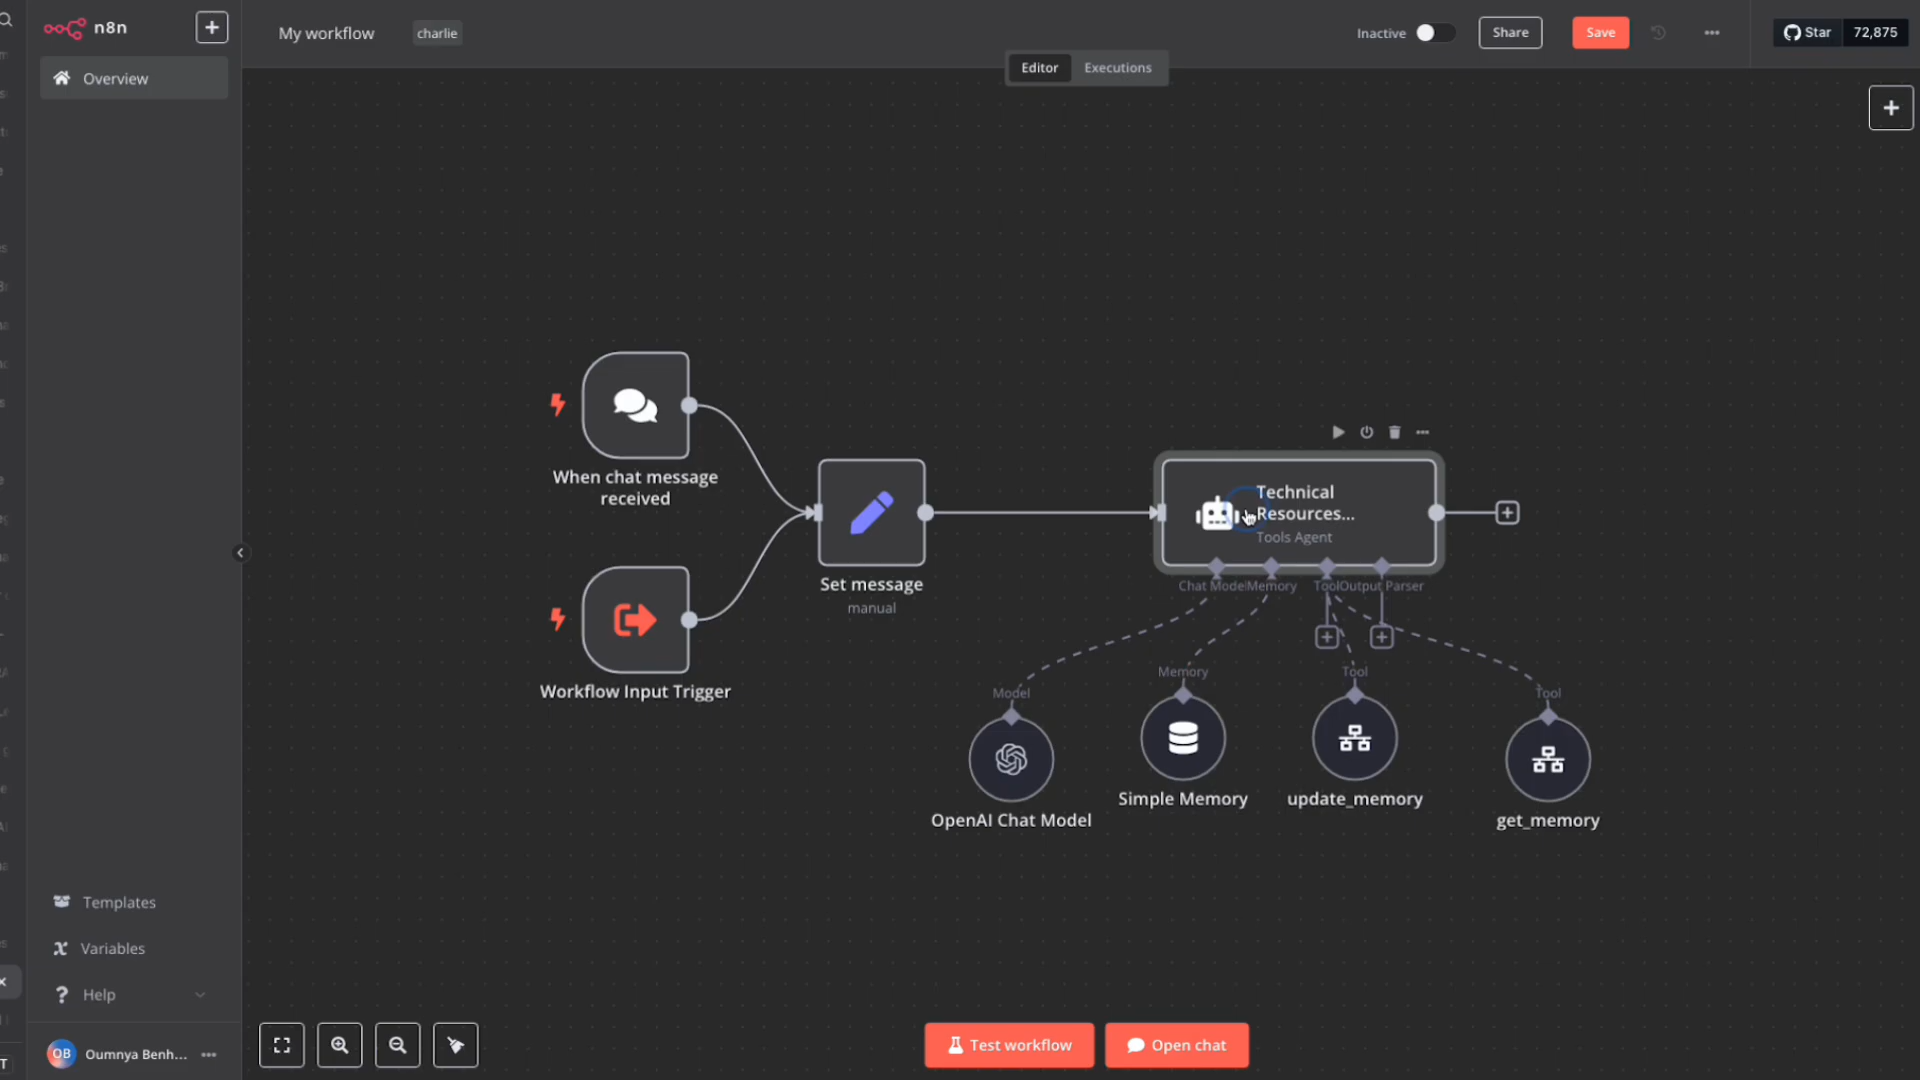 n8n
My workflow
charlie
Inactive
Share
Save
Star
72,875
Editor
Executions
Overview
When chat message
received
Technical
Resources...
Tools Agent
Set message
manual
Chat Model
Memory
Tool
Output Parser
Workflow Input Trigger
Model
Memory
Tool
Tool
OpenAI Chat Model
Simple Memory
update_memory
get_memory
Templates
Variables
Help
OB
Oumnya Benh...
Test workflow
Open chat